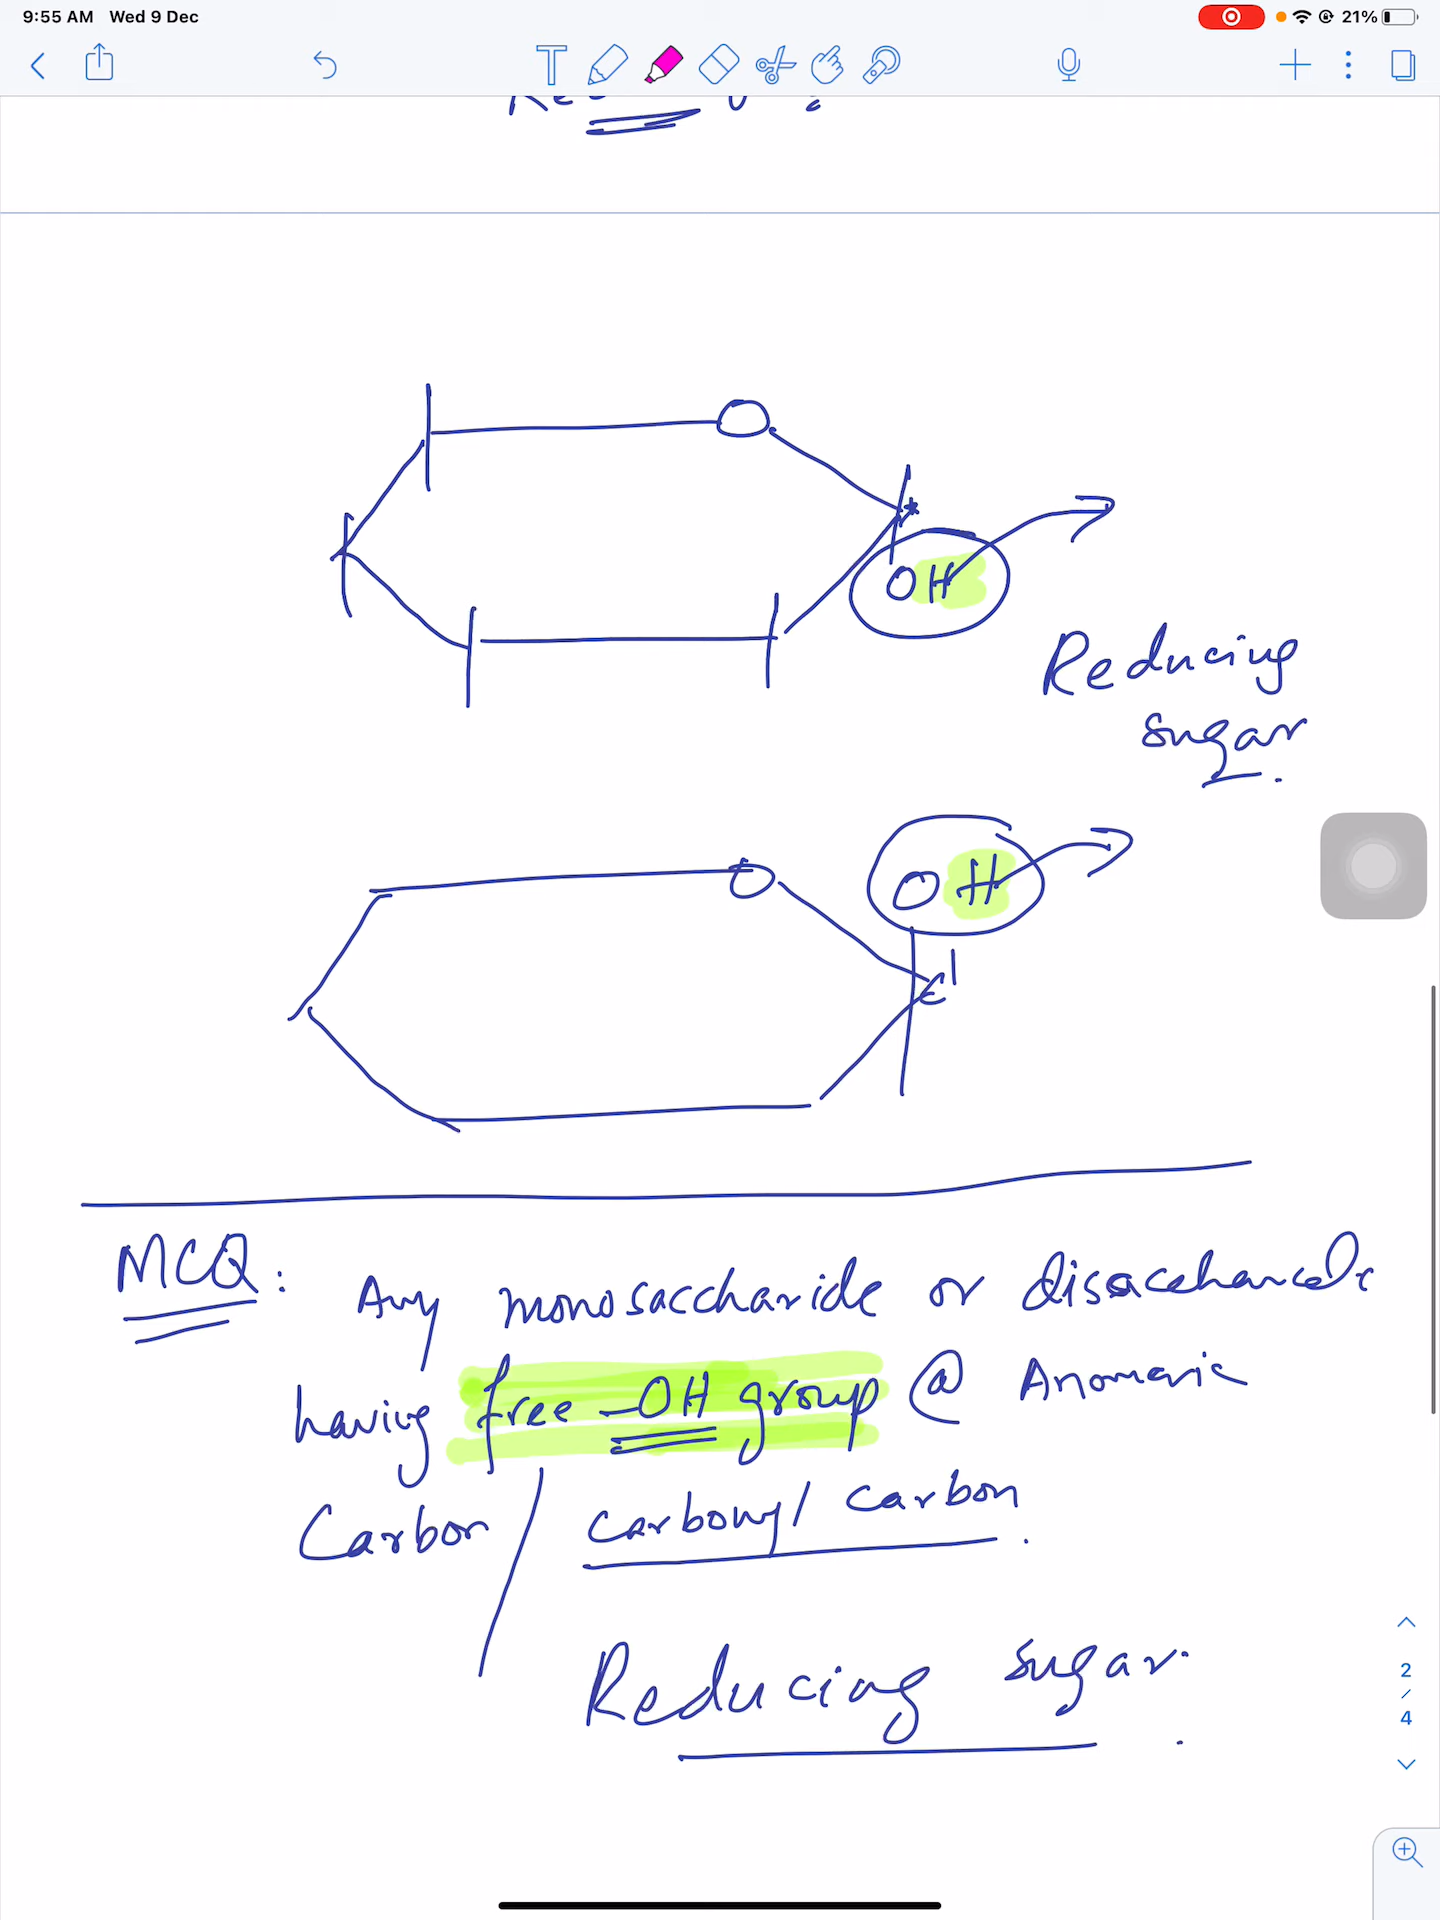 9:55 AM Wed 9 Dec
21%
T
O
*
OH
Reducing
sugar.
O
OH
C1
MCQ: Any monosaccharide or disaccharide
having free -OH group @ Anomeric
Carbon / carbonyl carbon.
Reducing sugar.
2
/
4